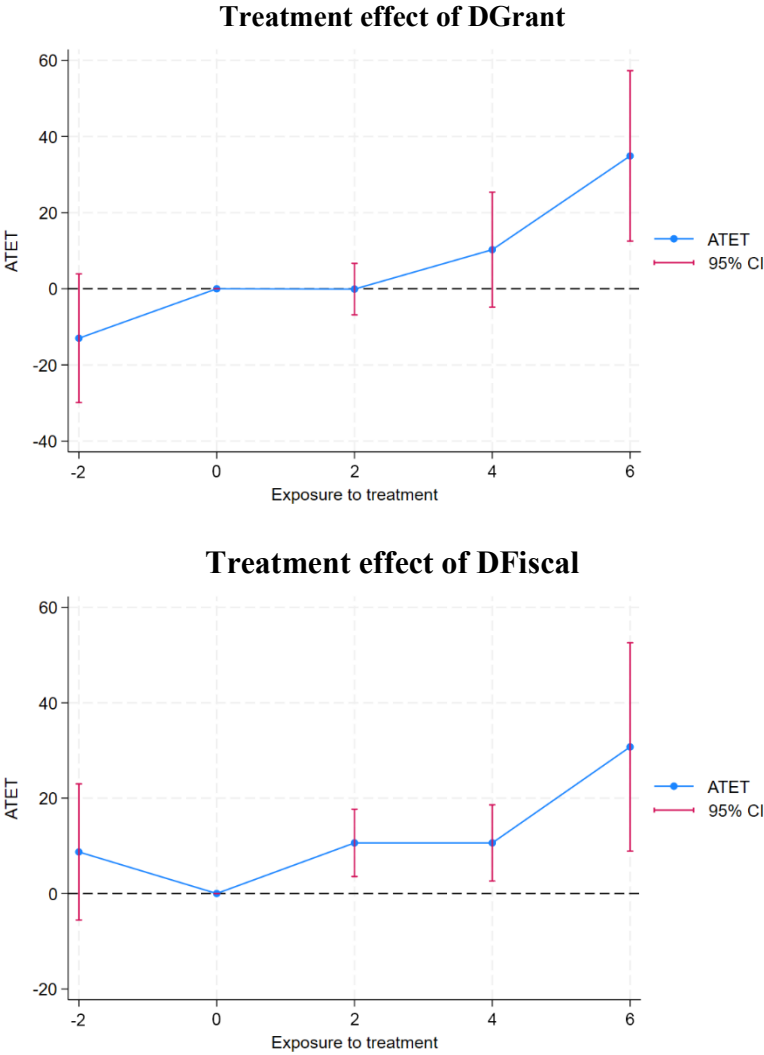 Treatment effect of DGrant
60
40
20
0
-20
-40
ATET
-2 0 2 4 6
Exposure to treatment
ATET
95% CI
Treatment effect of DFiscal
60
40
20
0
-20
ATET
-2 0 2 4 6
Exposure to treatment
ATET
95% CI